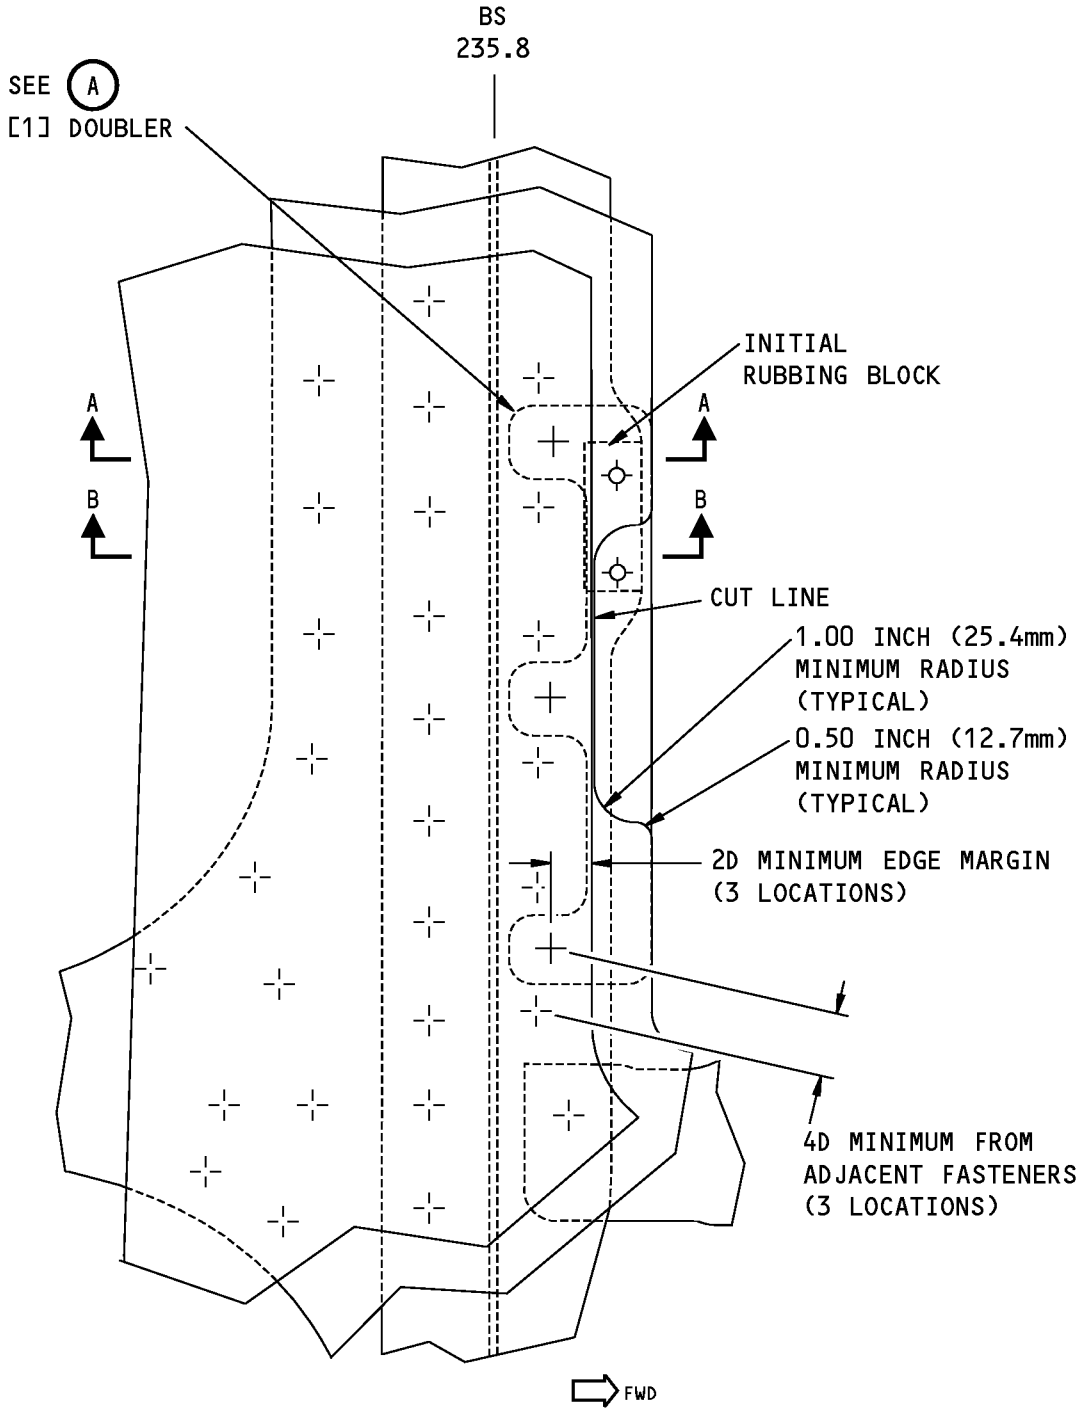 BS
235.8
SEE A
[1] DOUBLER
INITIAL
RUBBING BLOCK
A
A
B
B
CUT LINE
1.00 INCH (25.4mm)
MINIMUM RADIUS
(TYPICAL)
0.50 INCH (12.7mm)
MINIMUM RADIUS
(TYPICAL)
2D MINIMUM EDGE MARGIN
(3 LOCATIONS)
4D MINIMUM FROM
ADJACENT FASTENERS
(3 LOCATIONS)
FWD